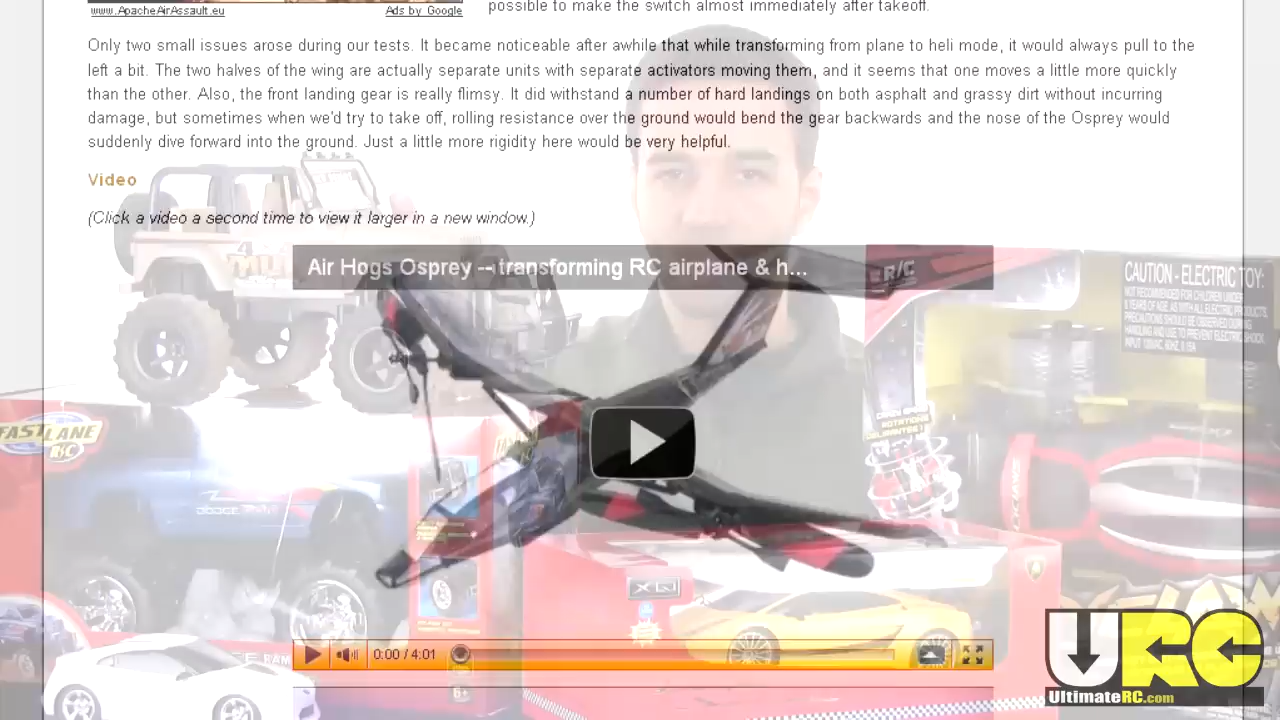 possible to make the switch almost immediately after takeoff.
www.ApacheAirAssault.eu Ads by Google
Only two small issues arose during our tests. It became noticeable after awhile that while transforming from plane to heli mode, it would always pull to the
left a bit. The two halves of the wing are actually separate units with separate activators moving them, and it seems that one moves a little more quickly
than the other. Also, the front landing gear is really flimsy. It did withstand a number of hard landings on both asphalt and grassy dirt without incurring
damage, but sometimes when we'd try to take off, rolling resistance over the ground would bend the gear backwards and the nose of the Osprey would
suddenly dive forward into the ground. Just a little more rigidity here would be very helpful.
Video
(Click a video a second time to view it larger in a new window.)
Air Hogs Osprey -- transforming RC airplane & h...
R/C
CAUTION - ELECTRIC TOY:
NOT RECOMMENDED FOR CHILDREN UNDER
FAST LANE
RC
DODGE RAM
XQ
0:00 / 4:01
6+
URC
UltimateRC.com